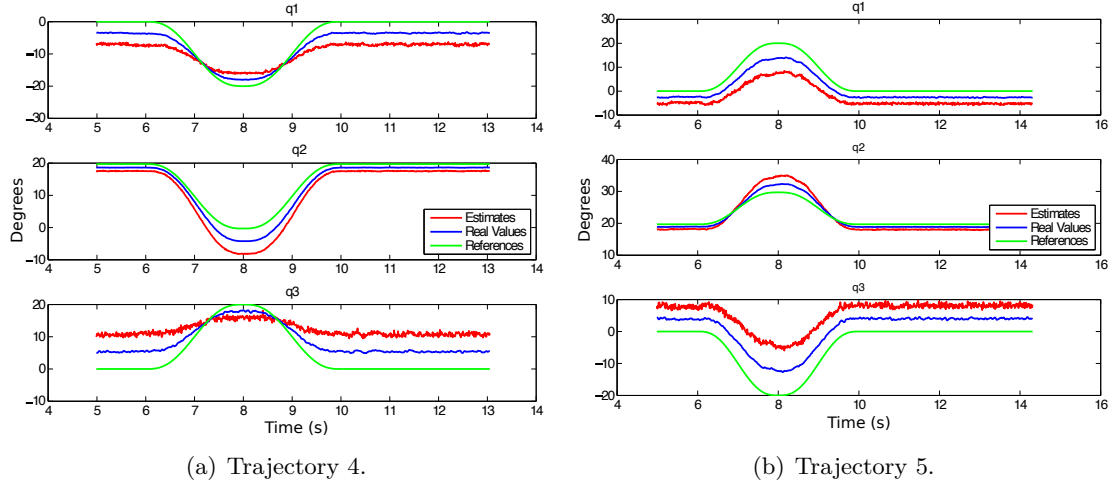 q1
0
−10
−20
−30
4 5 6 7 8 9 10 11 12 13 14
q2
20
10
0
−10
4 5 6 7 8 9 10 11 12 13 14
Estimates
Real Values
References
Degrees
q3
20
10
0
−10
4 5 6 7 8 9 10 11 12 13 14
Time (s)
(a) Trajectory 4.
q1
30
20
10
0
−10
4 6 8 10 12 14 16
q2
40
30
20
10
4 6 8 10 12 14 16
Estimates
Real Values
References
Degrees
q3
10
0
−10
−20
4 6 8 10 12 14 16
Time (s)
(b) Trajectory 5.